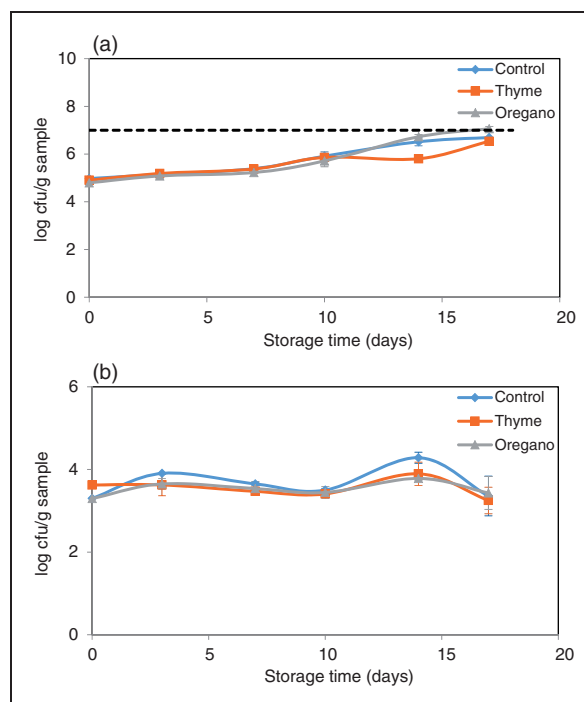 (a)
10
8
6
4
2
0
log cfu/g sample
Control
Thyme
Oregano
0 5 10 15 20
Storage time (days)
(b)
6
4
2
0
log cfu/g sample
Control
Thyme
Oregano
0 5 10 15 20
Storage time (days)